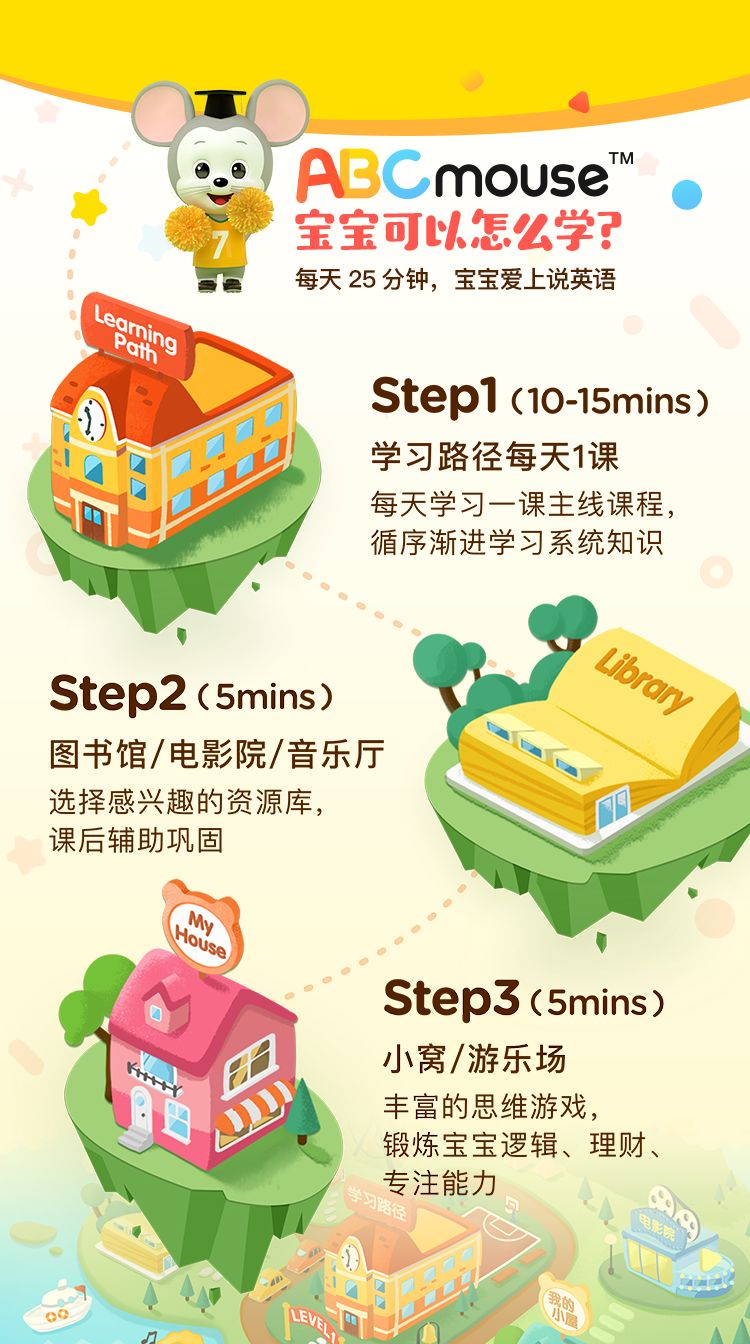 ABCmouse™
宝宝可以怎么学?
7
每天 25 分钟，宝宝爱上说英语
Learning
Path
Step1（10-15mins）
学习路径每天1课
每天学习一课主线课程，
循序渐进学习系统知识
Library
Step2（5mins）
图书馆/电影院/音乐厅
选择感兴趣的资源库，
课后辅助巩固
My
House
Step3（5mins）
小窝/游乐场
丰富的思维游戏，
锻炼宝宝逻辑、理财、
专注能力
学习路径
电影院
我的
小屋
LEVEL1